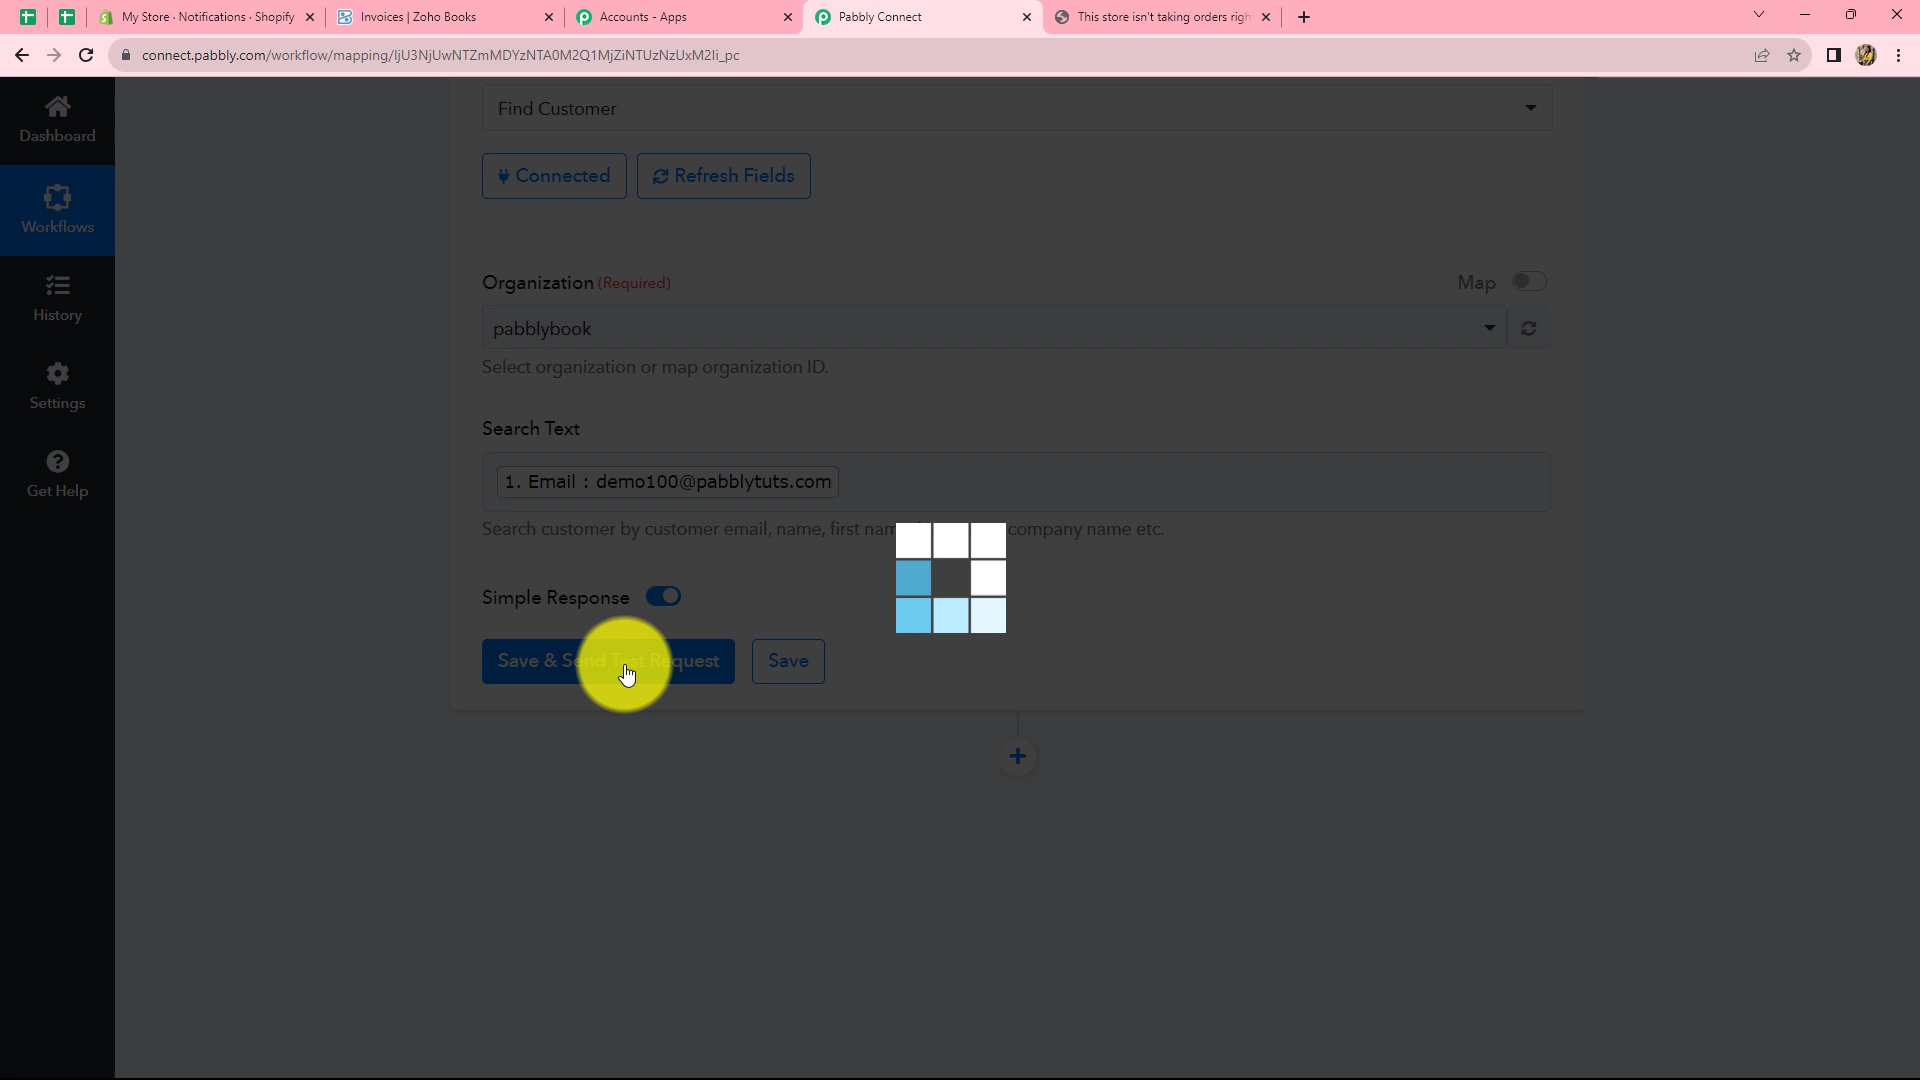 My Store · Notifications · Shopify
Invoices | Zoho Books
Accounts - Apps
Pabbly Connect
This store isn't taking orders righ
connect.pabbly.com/workflow/mapping/IjU3NjUwNTZmMDYzNTA0M2Q1MjZiNTUzNzUxM2Ii_pc
Dashboard
Workflows
History
Settings
Get Help
Find Customer
Connected
Refresh Fields
Organization (Required)
Map
pabblybook
Select organization or map organization ID.
Search Text
1. Email : demo100@pabblytuts.com
Search customer by customer email, name, first nam company name etc.
Simple Response
Save & Send Test Request
Save